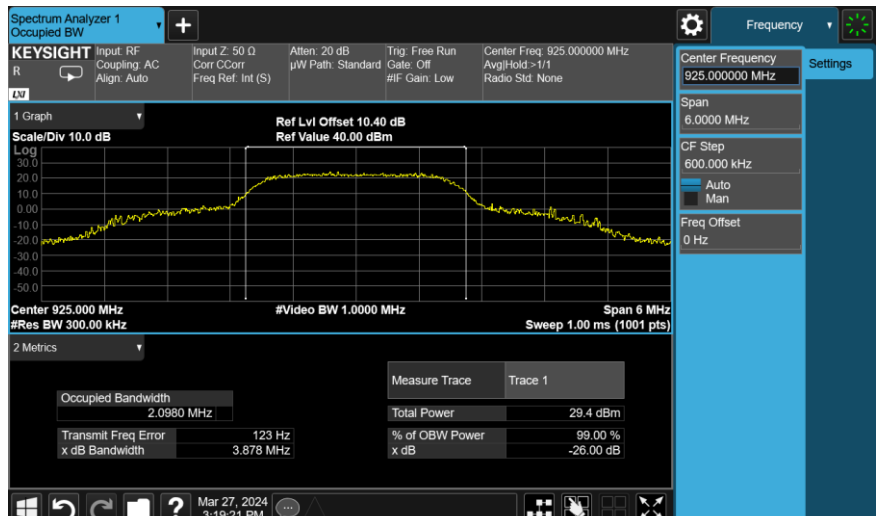 Spectrum Analyzer 1
Occupied BW
Frequency
KEYSIGHT
R
LXI
Input: RF
Coupling: AC
Align: Auto
Input Z: 50 Ω
Corr CCorr
Freq Ref: Int (S)
Atten: 20 dB
µW Path: Standard
Trig: Free Run
Gate: Off
#IF Gain: Low
Center Freq: 925.000000 MHz
Avg|Hold:>1/1
Radio Std: None
Center Frequency
925.000000 MHz
Settings
Span
6.0000 MHz
CF Step
600.000 kHz
Auto
Man
Freq Offset
0 Hz
1 Graph
Scale/Div 10.0 dB
Ref Lvl Offset 10.40 dB
Ref Value 40.00 dBm
Log
30.0
20.0
10.0
0.00
-10.0
-20.0
-30.0
-40.0
-50.0
Center 925.000 MHz
#Video BW 1.0000 MHz
Span 6 MHz
#Res BW 300.00 kHz
Sweep 1.00 ms (1001 pts)
2 Metrics
Measure Trace
Trace 1
Occupied Bandwidth
2.0980 MHz
Total Power
29.4 dBm
Transmit Freq Error
123 Hz
% of OBW Power
99.00 %
x dB Bandwidth
3.878 MHz
x dB
-26.00 dB
Mar 27, 2024
3:19:21 PM